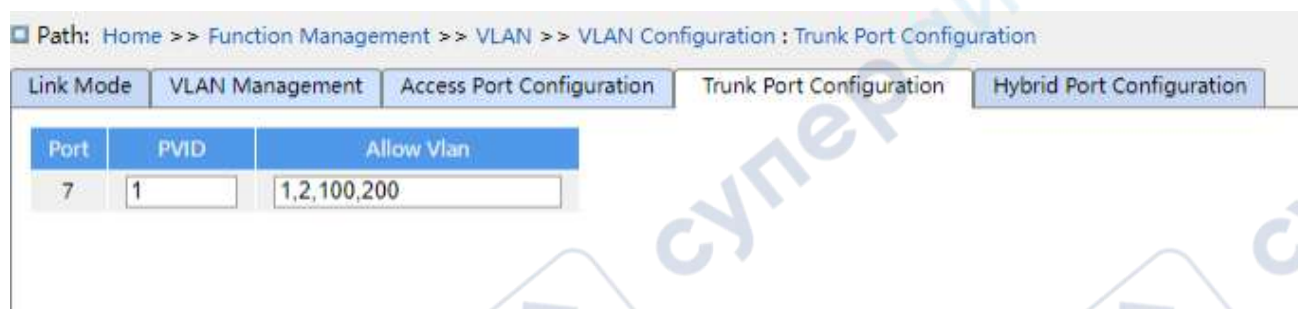 Path: Home >> Function Management >> VLAN >> VLAN Configuration : Trunk Port Configuration
Link Mode VLAN Management Access Port Configuration Trunk Port Configuration Hybrid Port Configuration
Port PVID Allow Vlan
7 1 1,2,100,200
суперайс